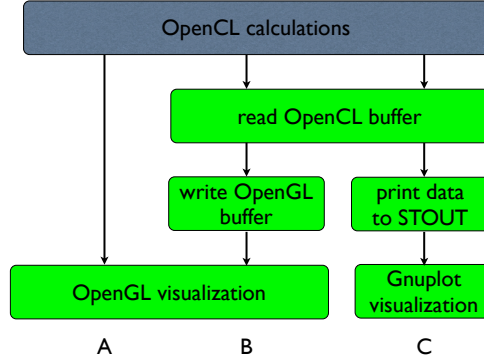 OpenCL calculations
read OpenCL buffer
write OpenGL
buffer
print data
to STOUT
OpenGL visualization
Gnuplot
visualization
A
B
C